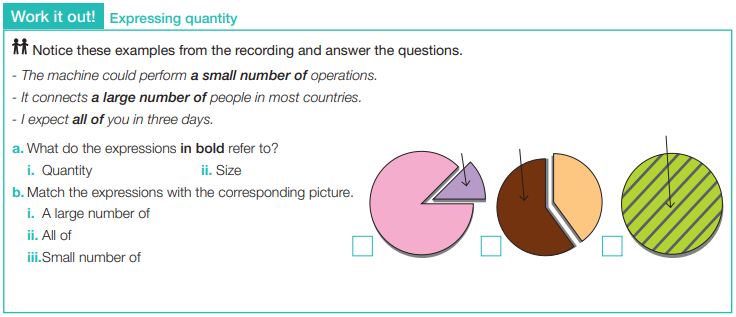 Work it out! Expressing quantity
Notice these examples from the recording and answer the questions.
- The machine could perform a small number of operations.
- It connects a large number of people in most countries.
- I expect all of you in three days.
a. What do the expressions in bold refer to?
i. Quantity ii. Size
b. Match the expressions with the corresponding picture.
i. A large number of
ii. All of
iii.Small number of